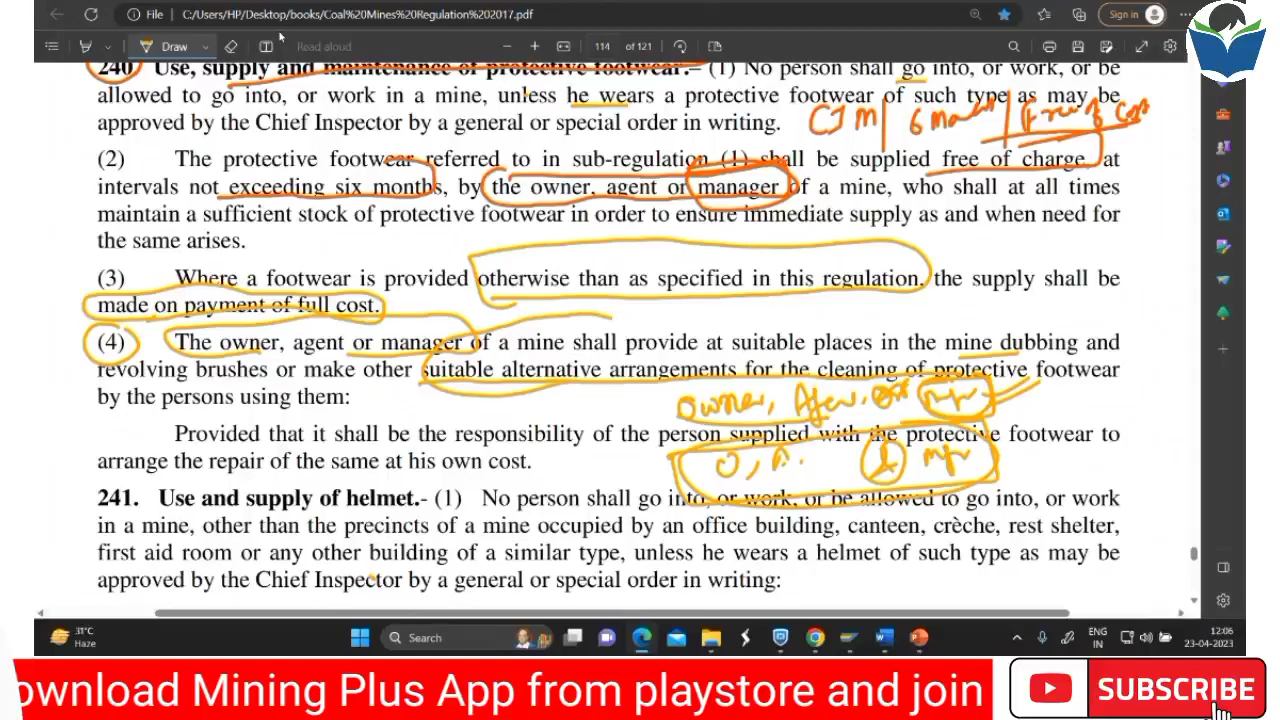 File C:/Users/HP/Desktop/books/Coal%20Mines%20Regulation%202017.pdf Sign in
Draw Read aloud 114 of 121
240 Use, supply and maintenance of protective footwear.– (1) No person shall go into, or work, or be
allowed to go into, or work in a mine, unless he wears a protective footwear of such type as may be
approved by the Chief Inspector by a general or special order in writing.
(2) The protective footwear referred to in sub-regulation (1) shall be supplied free of charge, at
intervals not exceeding six months, by the owner, agent or manager of a mine, who shall at all times
maintain a sufficient stock of protective footwear in order to ensure immediate supply as and when need for
the same arises.
(3) Where a footwear is provided otherwise than as specified in this regulation, the supply shall be
made on payment of full cost.
(4) The owner, agent or manager of a mine shall provide at suitable places in the mine dubbing and
revolving brushes or make other suitable alternative arrangements for the cleaning of protective footwear
by the persons using them:
Owner,
Provided that it shall be the responsibility of the person supplied with the protective footwear to
arrange the repair of the same at his own cost.
241. Use and supply of helmet.- (1) No person shall go into, or work, or be allowed to go into, or work
in a mine, other than the precincts of a mine occupied by an office building, canteen, crèche, rest shelter,
first aid room or any other building of a similar type, unless he wears a helmet of such type as may be
approved by the Chief Inspector by a general or special order in writing:
31°C
Haze
Search
ENG
IN
12:06
23-04-2023
ownload Mining Plus App from playstore and join
SUBSCRIBE